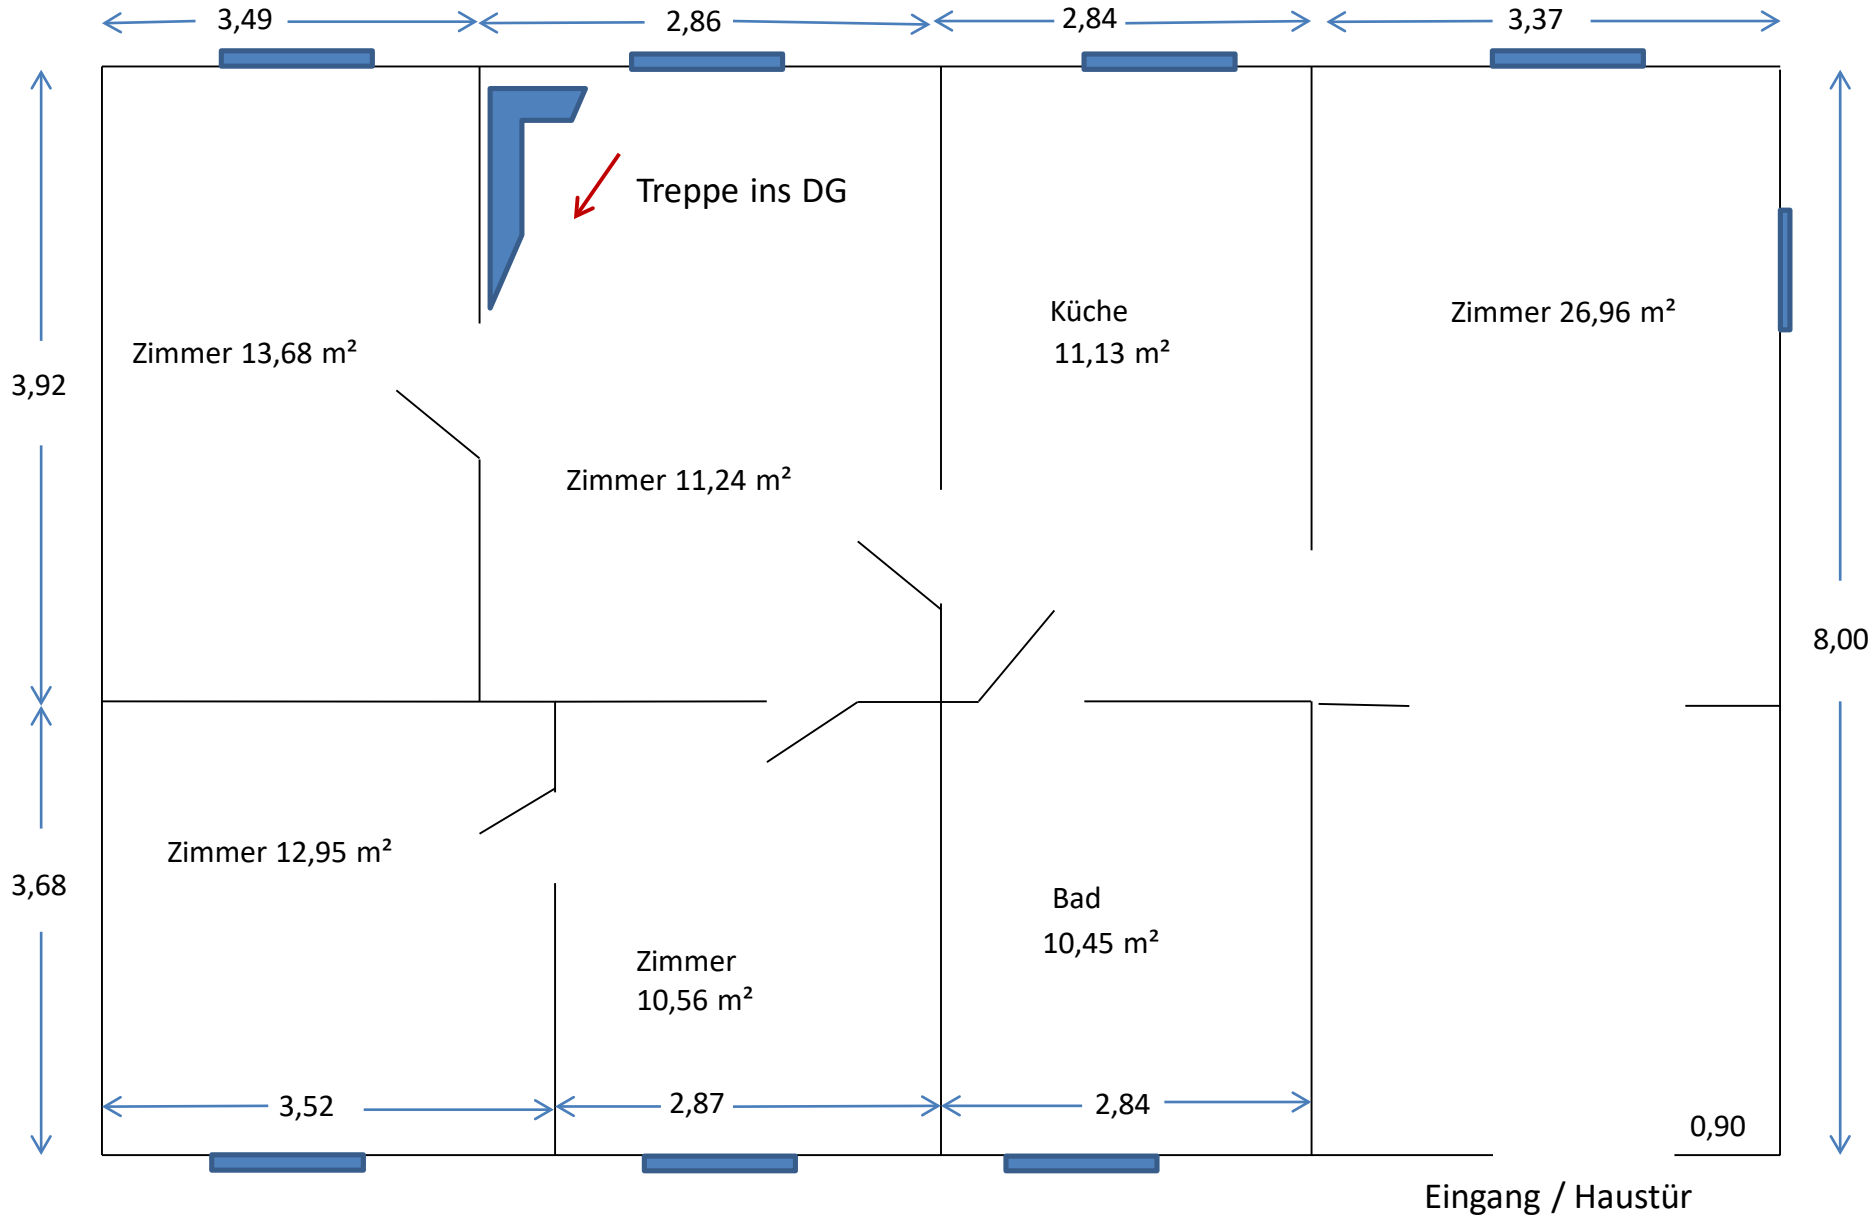 3,49
2,86
2,84
3,37
Treppe ins DG
Küche
11,13 m²
Zimmer 26,96 m²
Zimmer 13,68 m²
3,92
Zimmer 11,24 m²
8,00
Zimmer 12,95 m²
3,68
Bad
10,45 m²
Zimmer
10,56 m²
3,52
2,87
2,84
0,90
Eingang / Haustür